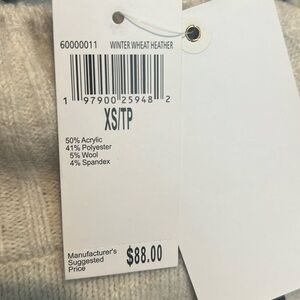 60000011 WINTER WHEAT HEATHER
1 97900 25948 2
XS/TP
50% Acrylic
41% Polyester
5% Wool
4% Spandex
Manufacturer's
Suggested
Price
$88.00